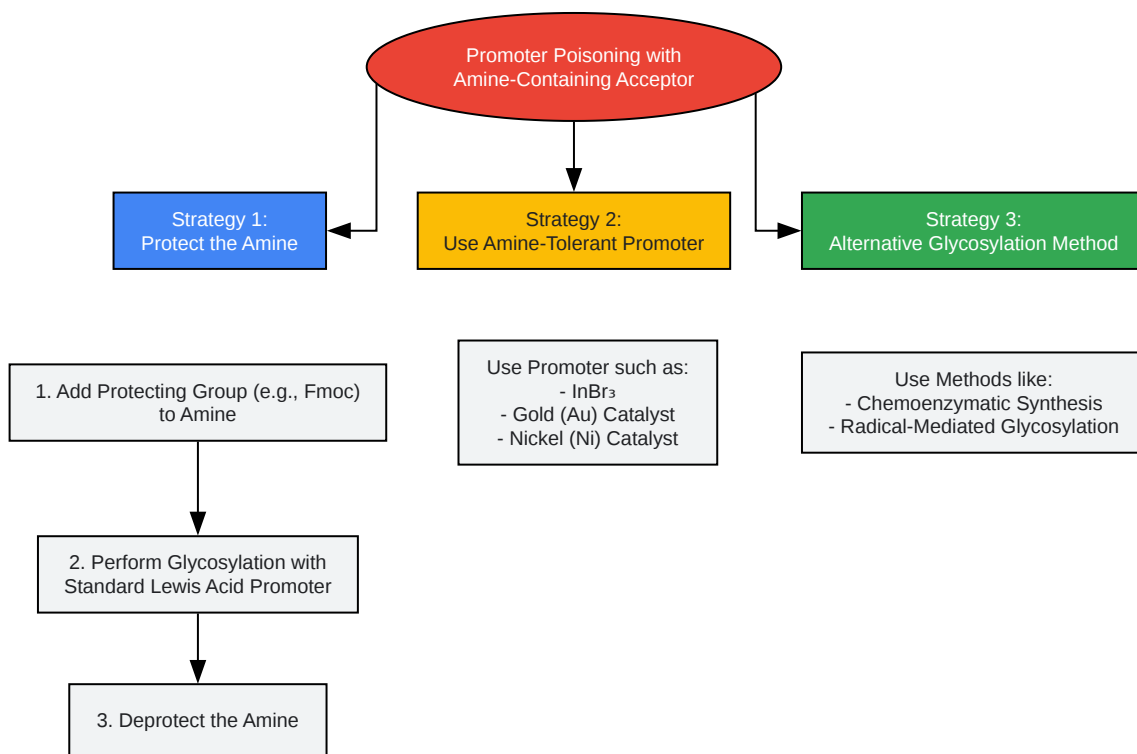 Promoter Poisoning with
Amine-Containing Acceptor
Strategy 1:
Protect the Amine
Strategy 2:
Use Amine-Tolerant Promoter
Strategy 3:
Alternative Glycosylation Method
1. Add Protecting Group (e.g., Fmoc)
to Amine
Use Promoter such as:
- InBr₃
- Gold (Au) Catalyst
- Nickel (Ni) Catalyst
Use Methods like:
- Chemoenzymatic Synthesis
- Radical-Mediated Glycosylation
2. Perform Glycosylation with
Standard Lewis Acid Promoter
3. Deprotect the Amine